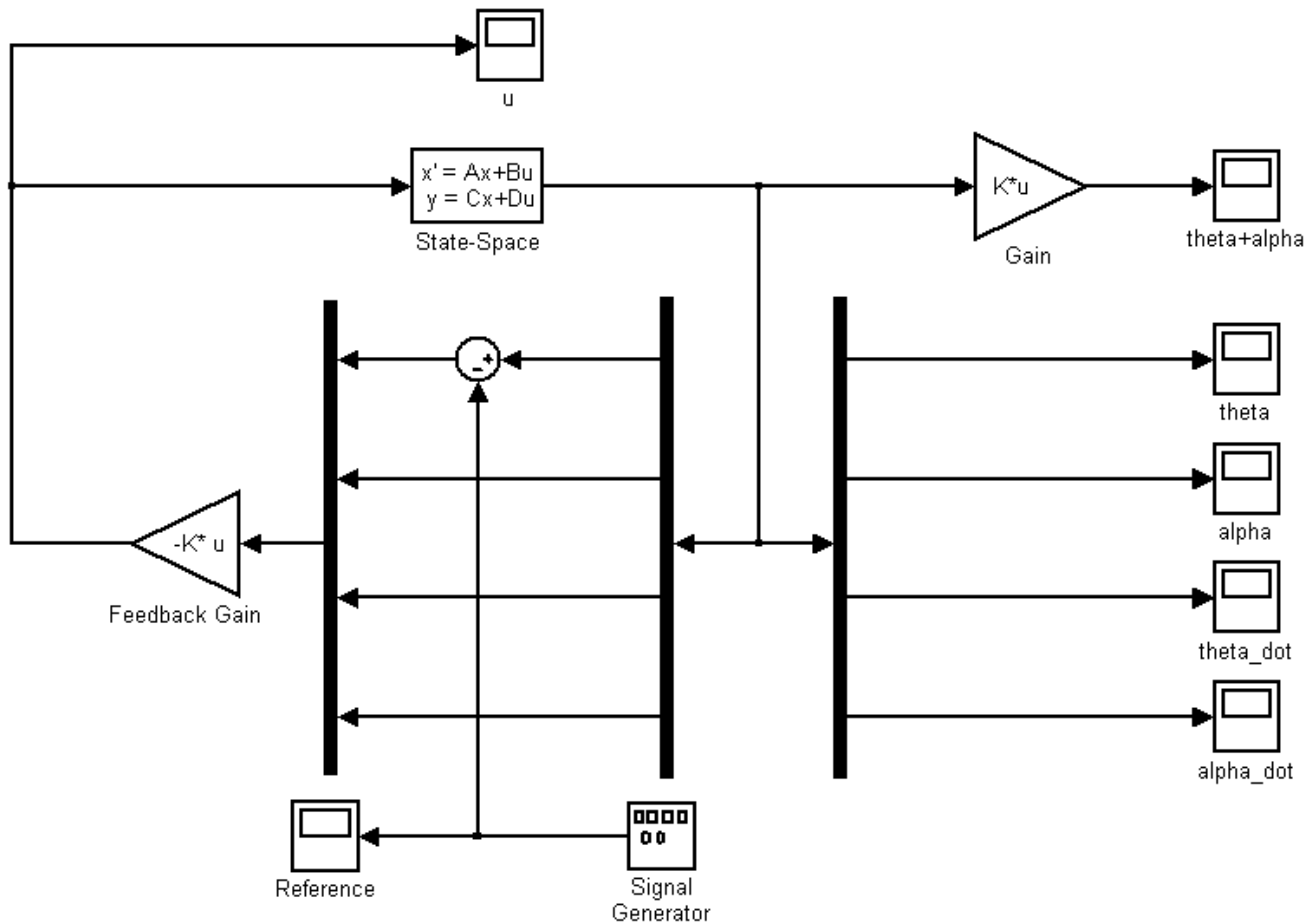 u
x' = Ax+Bu
y = Cx+Du
State-Space
K*u
Gain
theta+alpha
theta
alpha
-K* u
Feedback Gain
theta_dot
alpha_dot
Reference
Signal
Generator